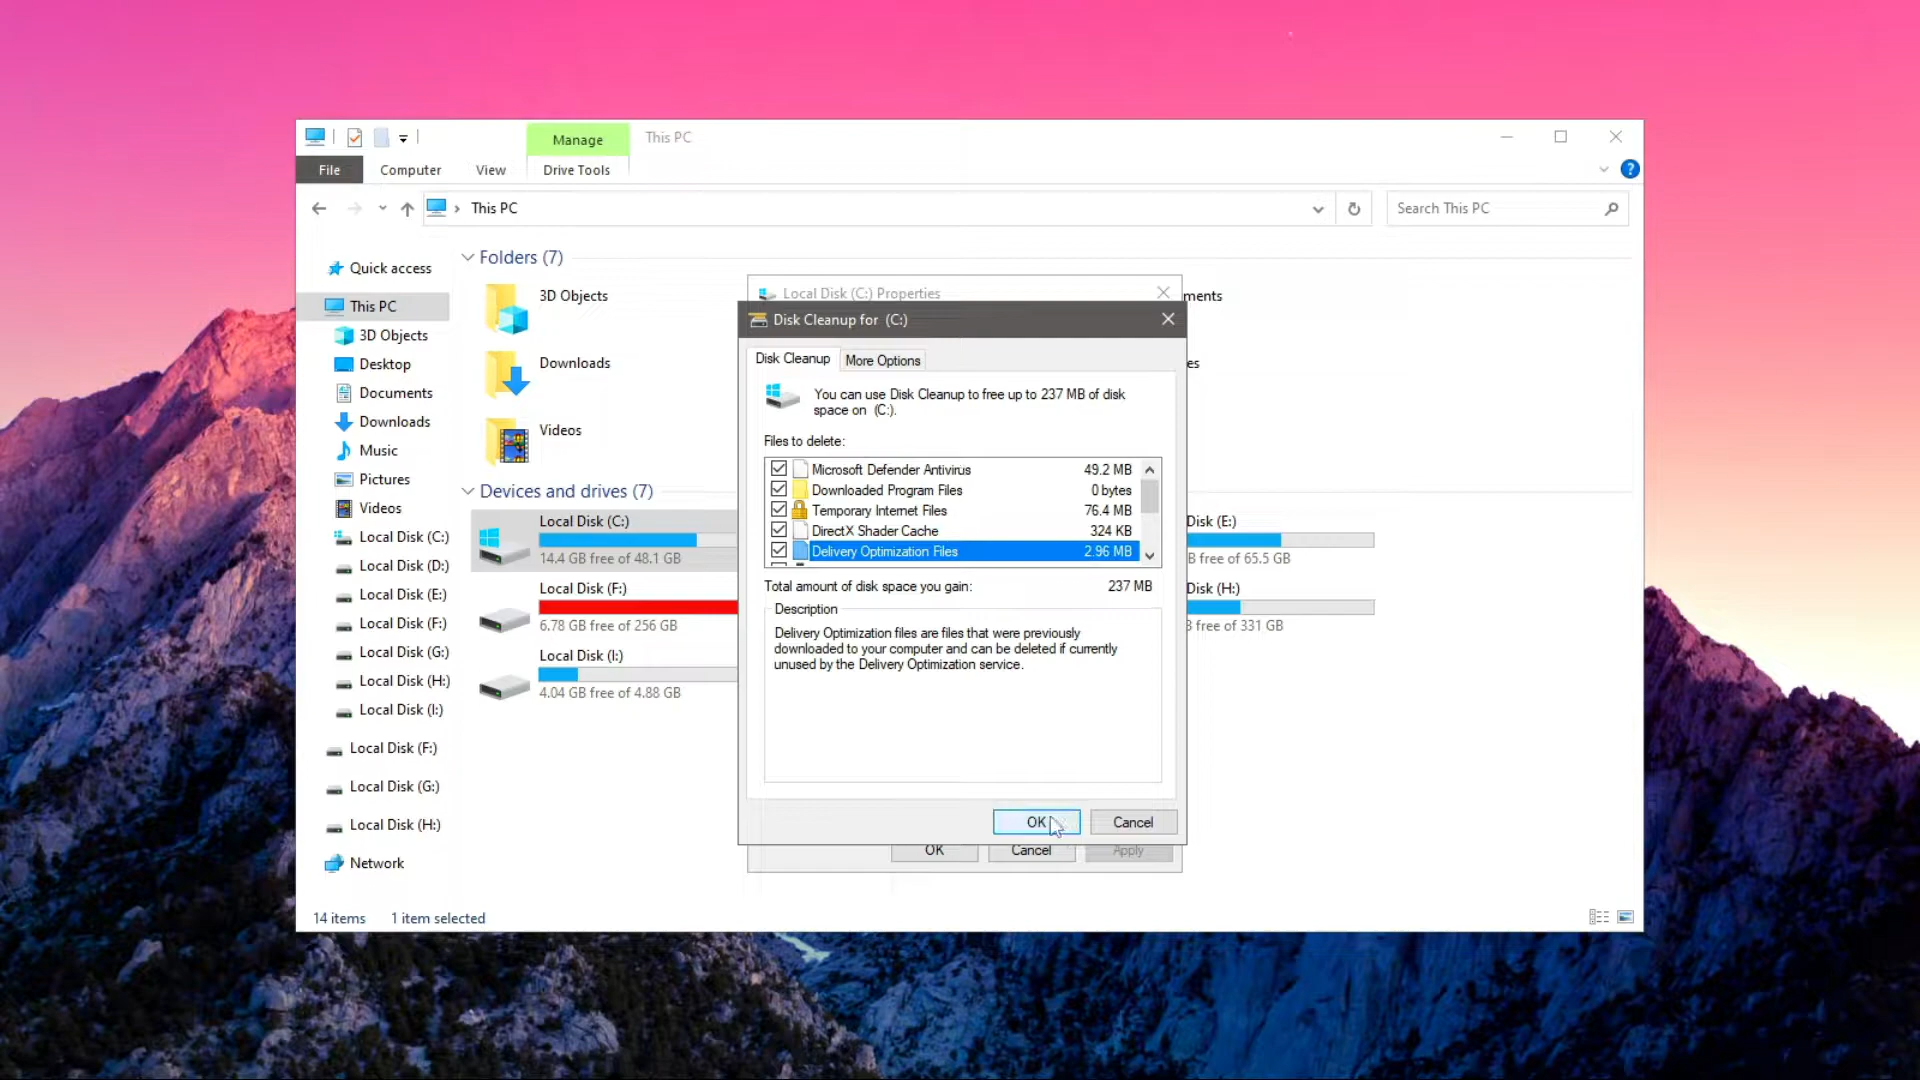 Manage
This PC
File
Computer
View
Drive Tools
This PC
Search This PC
Quick access
This PC
3D Objects
Desktop
Documents
Downloads
Music
Pictures
Videos
Local Disk (C:)
Local Disk (D:)
Local Disk (E:)
Local Disk (F:)
Local Disk (G:)
Local Disk (H:)
Local Disk (I:)
Local Disk (F:)
Local Disk (G:)
Local Disk (H:)
Network
Folders (7)
3D Objects
Downloads
Videos
ments
es
Devices and drives (7)
Local Disk (C:)
14.4 GB free of 48.1 GB
Local Disk (F:)
6.78 GB free of 256 GB
Local Disk (I:)
4.04 GB free of 4.88 GB
Disk (E:)
B free of 65.5 GB
Disk (H:)
B free of 331 GB
Local Disk (C:) Properties
Disk Cleanup for (C:)
Disk Cleanup
More Options
You can use Disk Cleanup to free up to 237 MB of disk
space on (C:).
Files to delete:
Microsoft Defender Antivirus 49.2 MB
Downloaded Program Files 0 bytes
Temporary Internet Files 76.4 MB
DirectX Shader Cache 324 KB
Delivery Optimization Files 2.96 MB
Total amount of disk space you gain: 237 MB
Description
Delivery Optimization files are files that were previously
downloaded to your computer and can be deleted if currently
unused by the Delivery Optimization service.
OK
Cancel
OK
Cancel
Apply
14 items
1 item selected